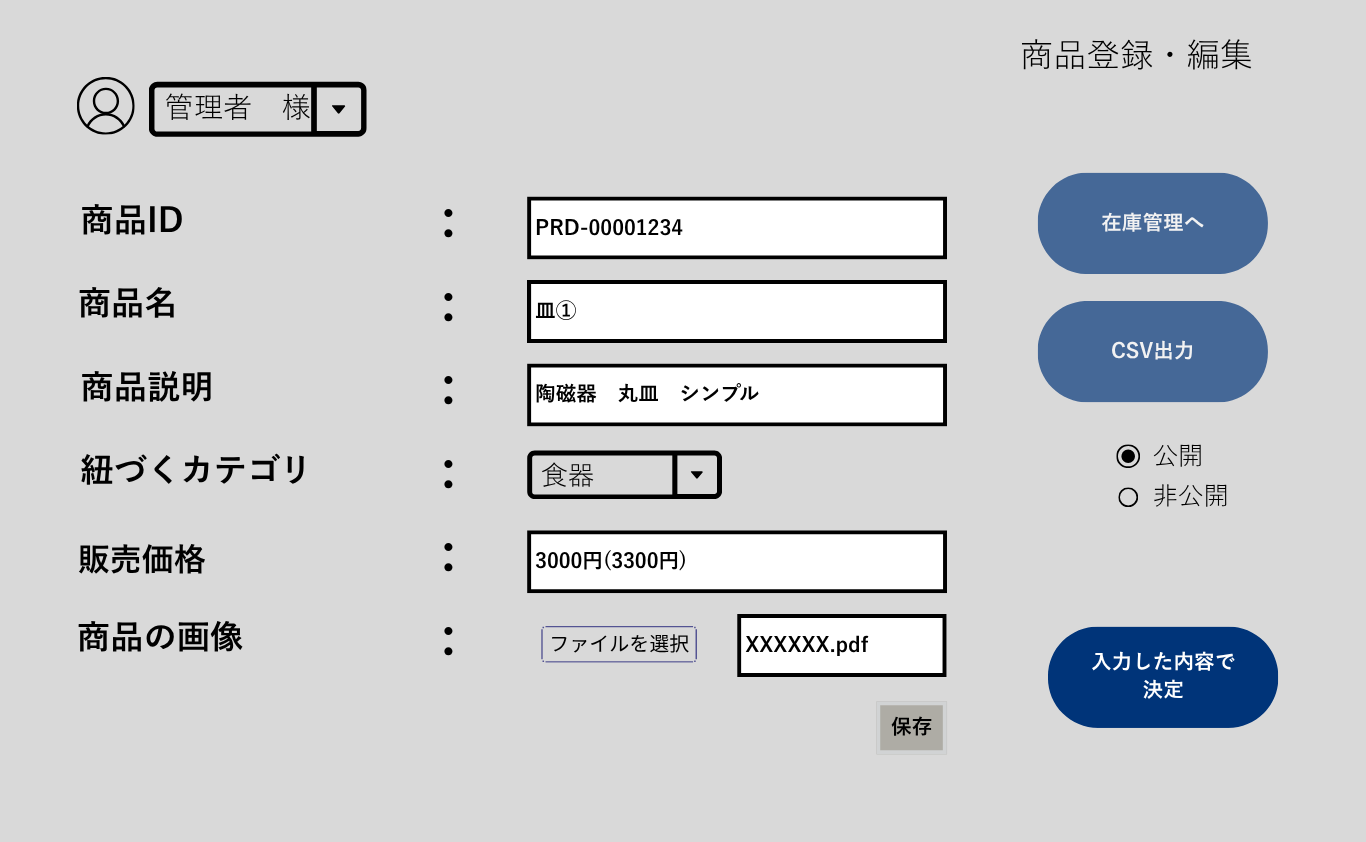 商品登録・編集
管理者　様
商品ID : PRD-00001234
在庫管理へ
商品名 : 皿①
商品説明 : 陶磁器　丸皿　シンプル
CSV出力
紐づくカテゴリ : 食器
公開
非公開
販売価格 : 3000円(3300円)
商品の画像 : ファイルを選択 XXXXXX.pdf
入力した内容で
決定
保存